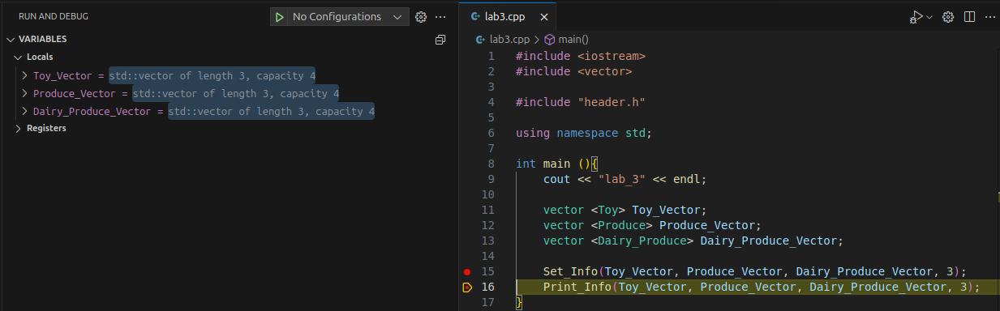 RUN AND DEBUG
No Configurations
VARIABLES
Locals
Toy_Vector = std::vector of length 3, capacity 4
Produce_Vector = std::vector of length 3, capacity 4
Dairy_Produce_Vector = std::vector of length 3, capacity 4
Registers
lab3.cpp
lab3.cpp > main()
1 #include <iostream>
2 #include <vector>
3
4 #include "header.h"
5
6 using namespace std;
7
8 int main (){
9 cout << "lab_3" << endl;
10
11 vector <Toy> Toy_Vector;
12 vector <Produce> Produce_Vector;
13 vector <Dairy_Produce> Dairy_Produce_Vector;
14
15 Set_Info(Toy_Vector, Produce_Vector, Dairy_Produce_Vector, 3);
16 Print_Info(Toy_Vector, Produce_Vector, Dairy_Produce_Vector, 3);
17 }